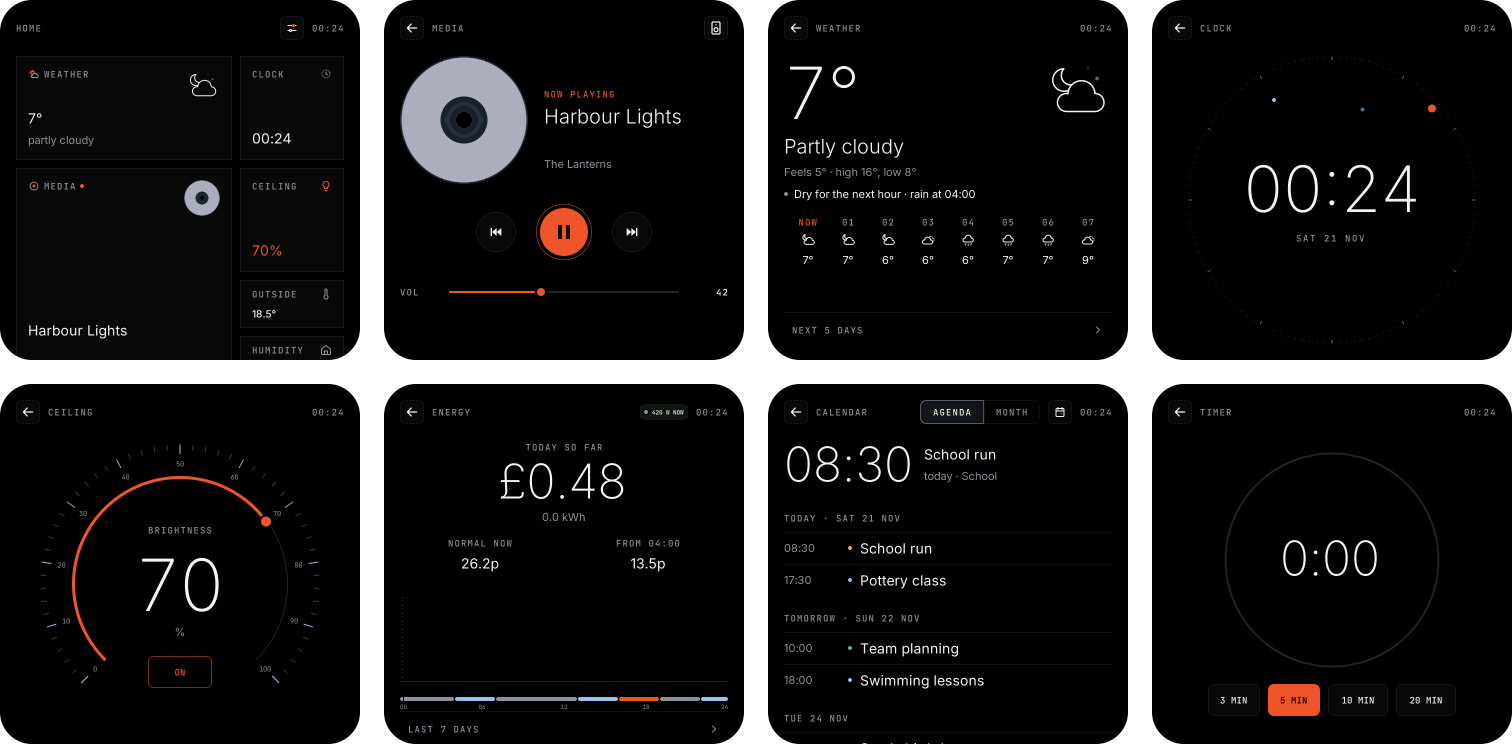 HOME 00:24
WEATHER
7°
partly cloudy
CLOCK
00:24
MEDIA
Harbour Lights
CEILING
70%
OUTSIDE
18.5°
HUMIDITY
MEDIA
NOW PLAYING
Harbour Lights
The Lanterns
VOL 42
WEATHER 00:24
7°
Partly cloudy
Feels 5° · high 16°, low 8°
Dry for the next hour · rain at 04:00
NOW 01 02 03 04 05 06 07
7° 7° 6° 6° 6° 7° 7° 9°
NEXT 5 DAYS
CLOCK 00:24
00:24
SAT 21 NOV
CEILING 00:24
0 10 20 30 40 50 60 70 80 90 100
BRIGHTNESS
70
%
ON
ENERGY 420 W NOW 00:24
TODAY SO FAR
£0.48
0.0 kWh
NORMAL NOW FROM 04:00
26.2p 13.5p
00 06 12 18 24
LAST 7 DAYS
CALENDAR AGENDA MONTH 00:24
08:30 School run
today · School
TODAY · SAT 21 NOV
08:30 School run
17:30 Pottery class
TOMORROW · SUN 22 NOV
10:00 Team planning
18:00 Swimming lessons
TUE 24 NOV
TIMER 00:24
0:00
3 MIN 5 MIN 10 MIN 20 MIN